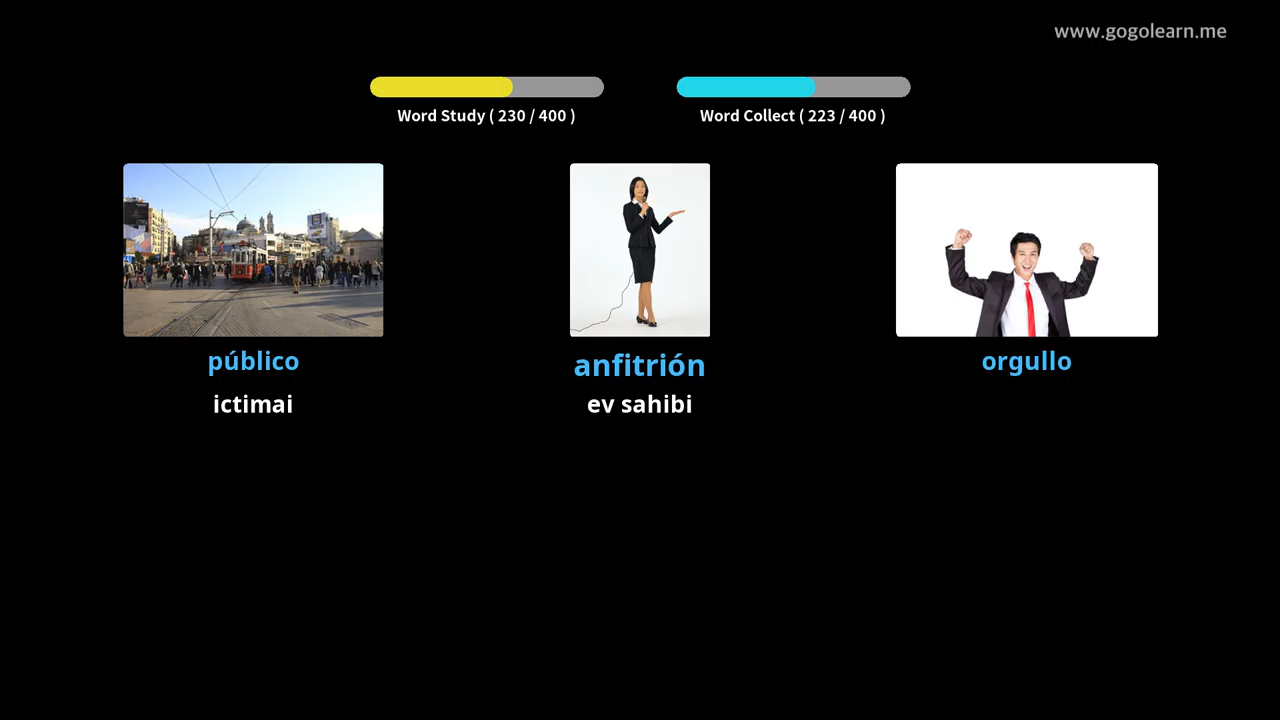 www.gogolearn.me
Word Study ( 230 / 400 )
Word Collect ( 223 / 400 )
público
anfitrión
orgullo
ictimai
ev sahibi